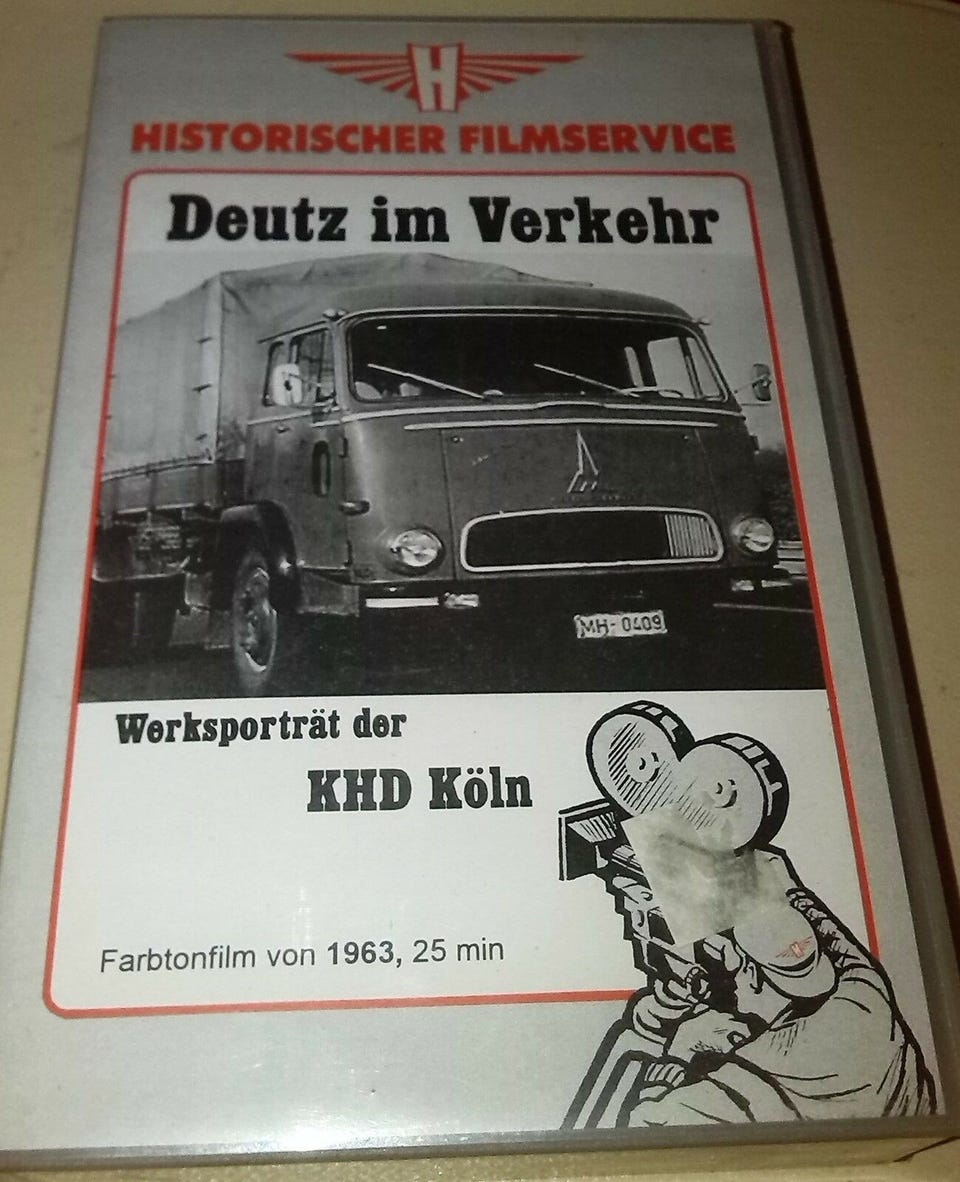 H
HISTORISCHER FILMSERVICE
Deutz im Verkehr
MH-0409
Werksporträt der
KHD Köln
Farbtonfilm von 1963, 25 min